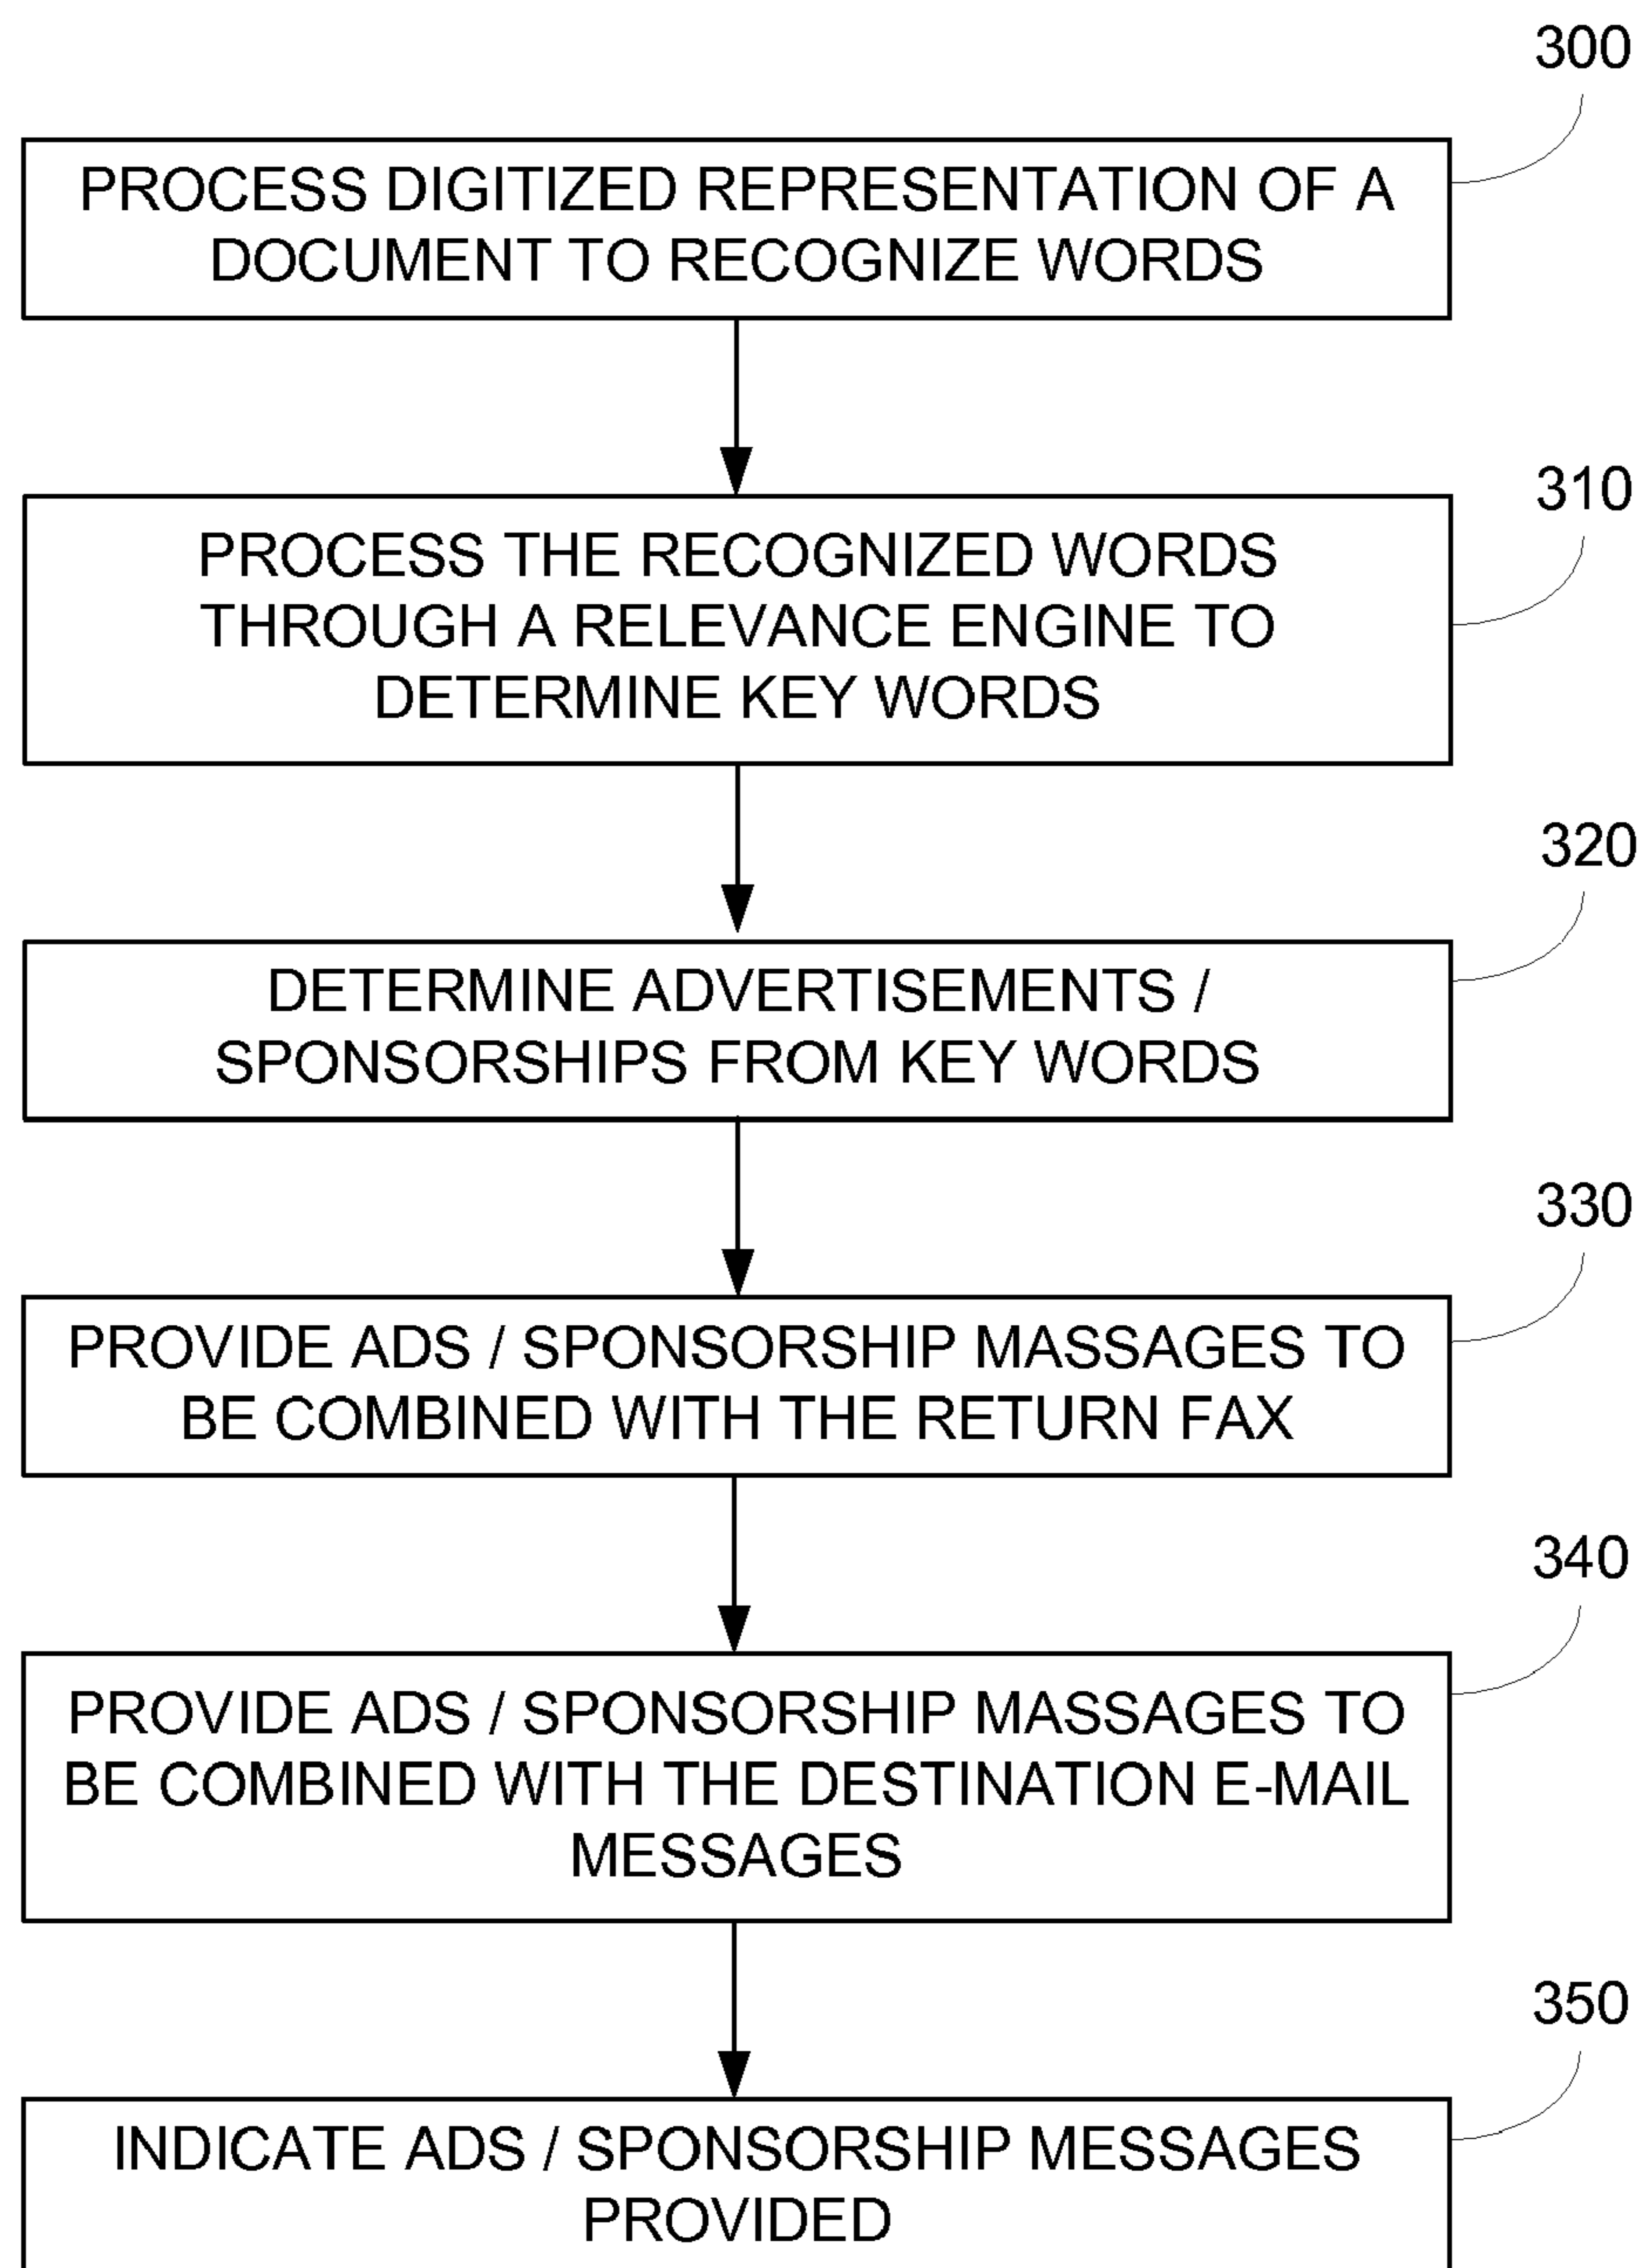 300
PROCESS DIGITIZED REPRESENTATION OF A
DOCUMENT TO RECOGNIZE WORDS
310
PROCESS THE RECOGNIZED WORDS
THROUGH A RELEVANCE ENGINE TO
DETERMINE KEY WORDS
320
DETERMINE ADVERTISEMENTS /
SPONSORSHIPS FROM KEY WORDS
330
PROVIDE ADS / SPONSORSHIP MASSAGES TO
BE COMBINED WITH THE RETURN FAX
340
PROVIDE ADS / SPONSORSHIP MASSAGES TO
BE COMBINED WITH THE DESTINATION E-MAIL
MESSAGES
350
INDICATE ADS / SPONSORSHIP MESSAGES
PROVIDED